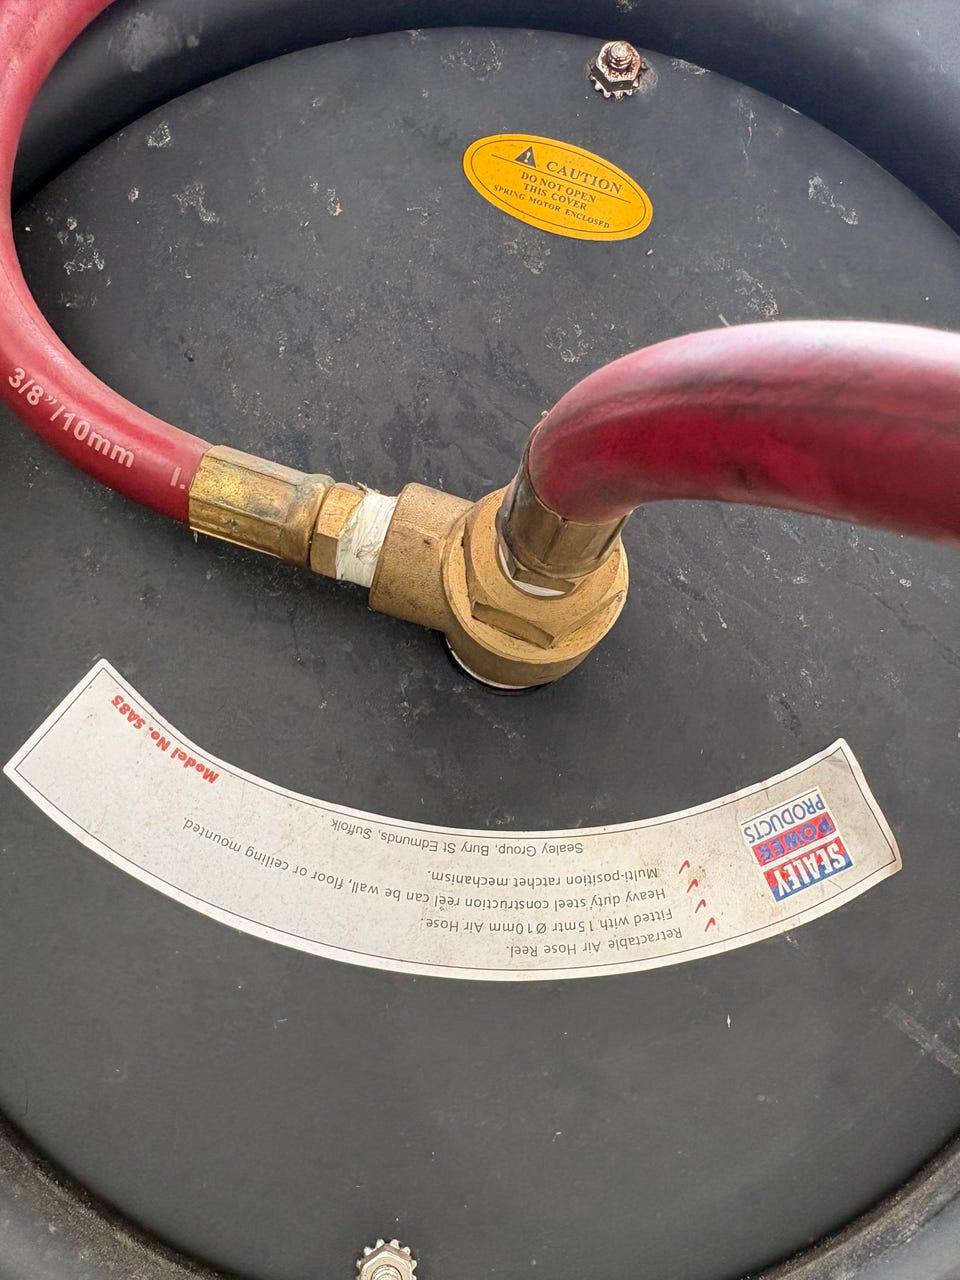 CAUTION
DO NOT OPEN
THIS COVER
SPRING MOTOR ENCLOSED
3/8"/10mm
SEALEY
POWER
PRODUCTS
Retractable Air Hose Reel.
Fitted with 15mtr Ø10mm Air Hose.
Heavy duty steel construction reel can be wall, floor or ceiling mounted.
Multi-position ratchet mechanism.
Sealey Group, Bury St Edmunds, Suffolk
Model No. SA85